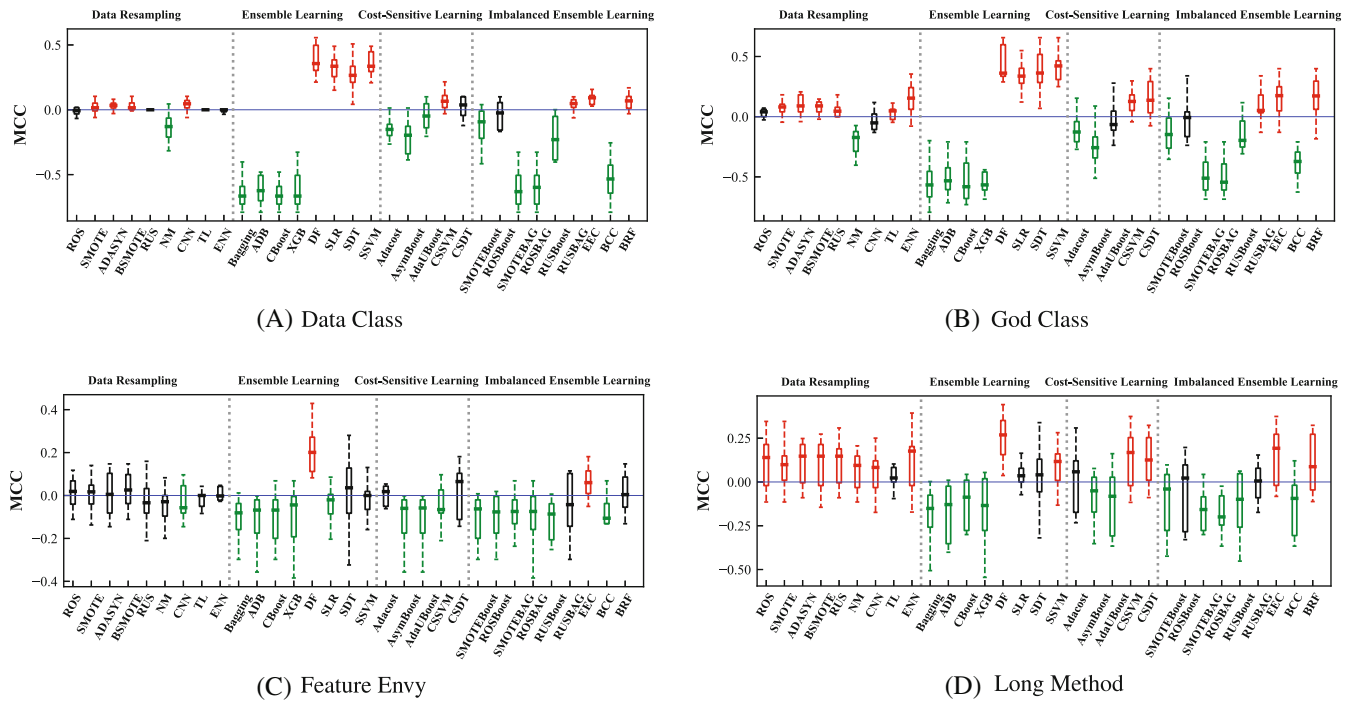 Data Resampling Ensemble Learning Cost-Sensitive Learning Imbalanced Ensemble Learning
MCC
0.5
0.0
−0.5
ROS SMOTE ADASYN BSMOTE RUS NM CNN TL ENN Bagging ADB CBoost XGB DF SLR SDT SSVM Adacost AsymBoost AdaUBoost CSSVM CSDT SMOTEBoost ROSBoost SMOTEBAG ROSBAG RUSBoost RUSBAG EEC BCC BRF
(A) Data Class
Data Resampling Ensemble Learning Cost-Sensitive Learning Imbalanced Ensemble Learning
MCC
0.5
0.0
−0.5
ROS SMOTE ADASYN BSMOTE RUS NM CNN TL ENN Bagging ADB CBoost XGB DF SLR SDT SSVM Adacost AsymBoost AdaUBoost CSSVM CSDT SMOTEBoost ROSBAG SMOTEBAG ROSBAG RUSBoost RUSBAG EEC BCC BRF
(B) God Class
Data Resampling Ensemble Learning Cost-Sensitive Learning Imbalanced Ensemble Learning
MCC
0.4
0.2
0.0
−0.2
−0.4
ROS SMOTE ADASYN BSMOTE RUS NM CNN TL ENN Bagging ADB CBoost XGB DF SLR SDT SSVM Adacost AsymBoost AdaUBoost CSSVM CSDT SMOTEBoost ROSBoost SMOTEBAG ROSBAG RUSBoost RUSBAG EEC BCC BRF
(C) Feature Envy
Data Resampling Ensemble Learning Cost-Sensitive Learning Imbalanced Ensemble Learning
MCC
0.25
0.00
−0.25
−0.50
ROS SMOTE ADASYN BSMOTE RUS NM CNN TL ENN Bagging ADB CBoost XGB DF SLR SDT SSVM Adacost AsymBoost AdaUBoost CSSVM CSDT SMOTEBoost ROSBoost SMOTEBAG ROSBAG RUSBoost RUSBAG EEC BCC BRF
(D) Long Method